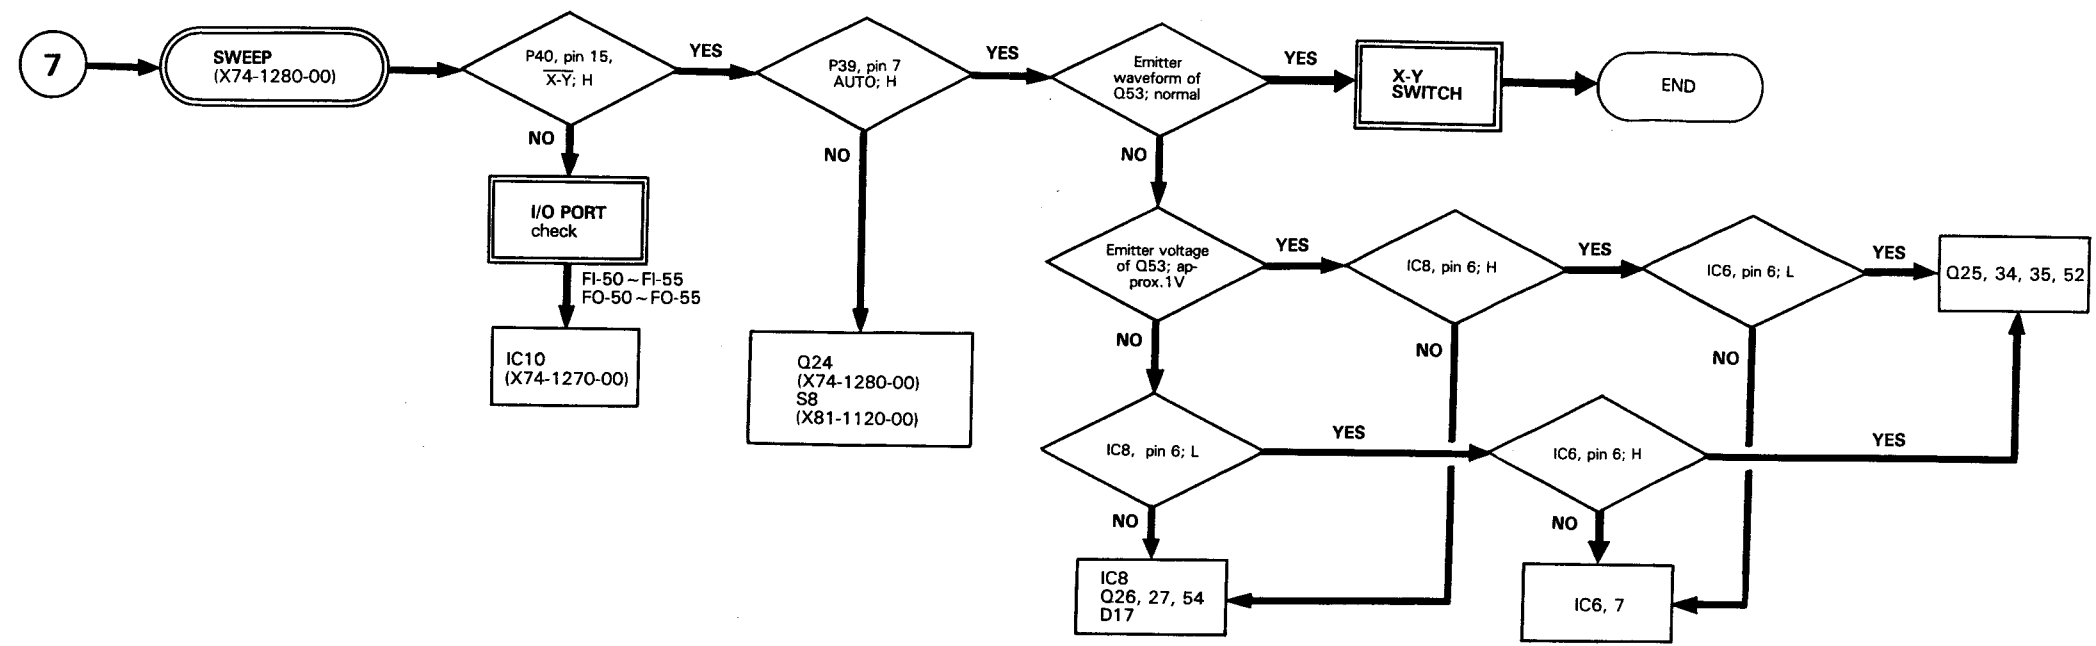 7
SWEEP
(X74-1280-00)
P40, pin 15,
X-Y; H
YES
NO
I/O PORT
check
FI-50 ~ FI-55
FO-50 ~ FO-55
IC10
(X74-1270-00)
P39, pin 7
AUTO; H
YES
NO
Q24
(X74-1280-00)
S8
(X81-1120-00)
Emitter
waveform of
Q53; normal
YES
X-Y
SWITCH
END
NO
Emitter voltage
of Q53; ap-
prox.1V
YES
IC8, pin 6; H
YES
IC6, pin 6; L
YES
Q25, 34, 35, 52
NO
NO
NO
IC8, pin 6; L
YES
IC6, pin 6; H
YES
NO
NO
IC8
Q26, 27, 54
D17
IC6, 7